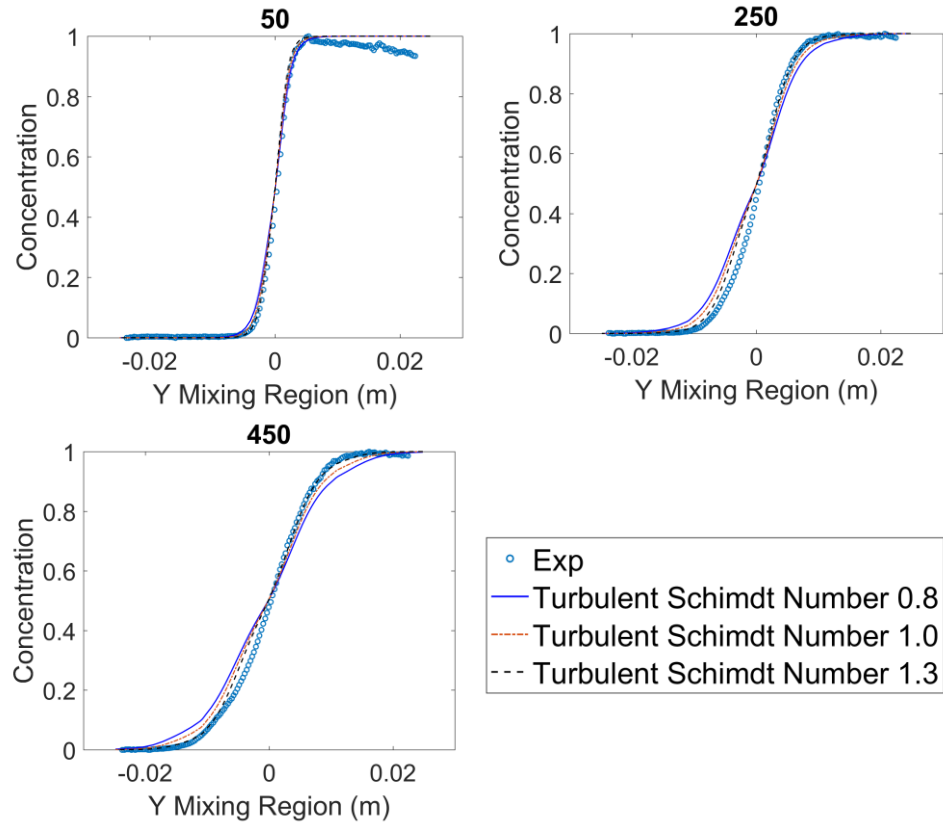 50
1
0.8
0.6
0.4
0.2
0
Concentration
-0.02 0 0.02
Y Mixing Region (m)
250
1
0.8
0.6
0.4
0.2
0
Concentration
-0.02 0 0.02
Y Mixing Region (m)
450
1
0.8
0.6
0.4
0.2
0
Concentration
-0.02 0 0.02
Y Mixing Region (m)
Exp
Turbulent Schimdt Number 0.8
Turbulent Schimdt Number 1.0
Turbulent Schimdt Number 1.3